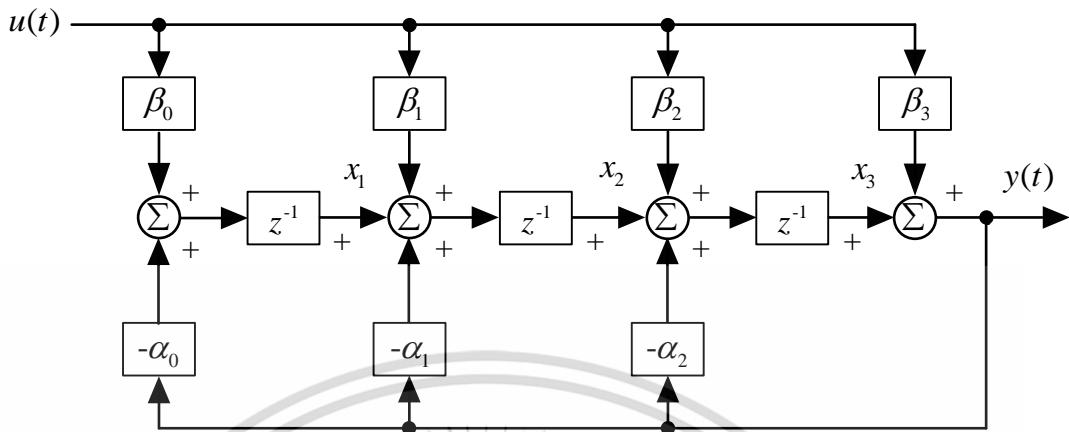 u(t)
β₀ β₁ β₂ β₃
x₁ x₂ x₃ y(t)
+ + + +
Σ z⁻¹ Σ z⁻¹ Σ z⁻¹ Σ
+ + + + + +
-α₀ -α₁ -α₂